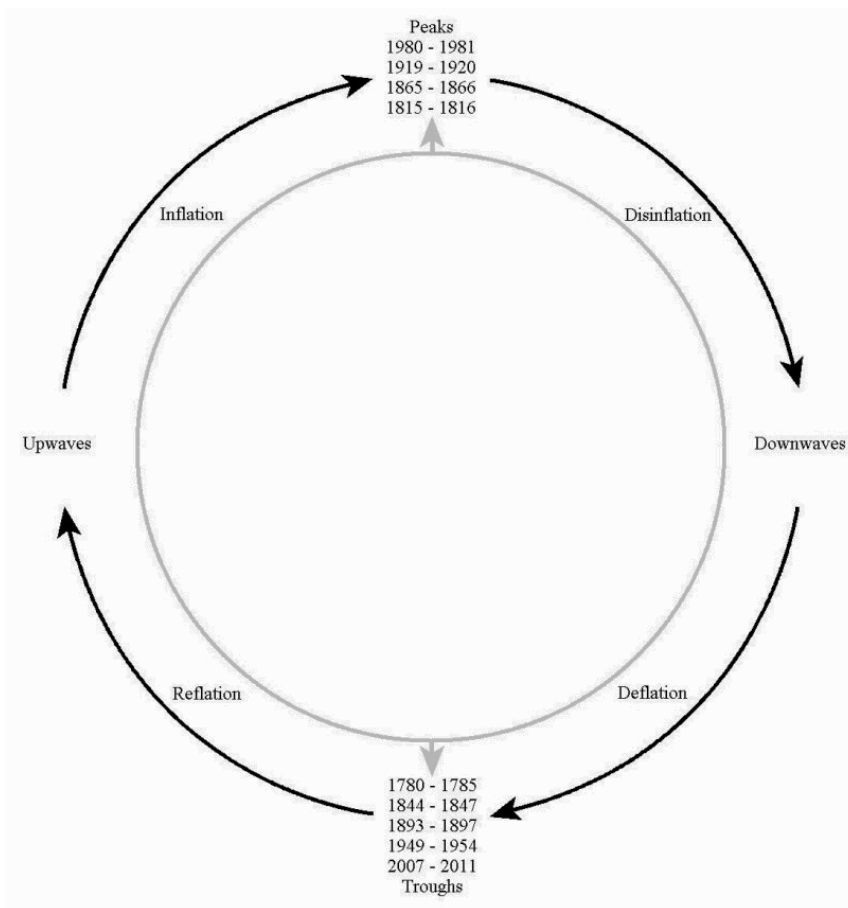 Peaks
1980 - 1981
1919 - 1920
1865 - 1866
1815 - 1816
Inflation
Disinflation
Upwaves
Downwaves
Reflation
Deflation
1780 - 1785
1844 - 1847
1893 - 1897
1949 - 1954
2007 - 2011
Troughs